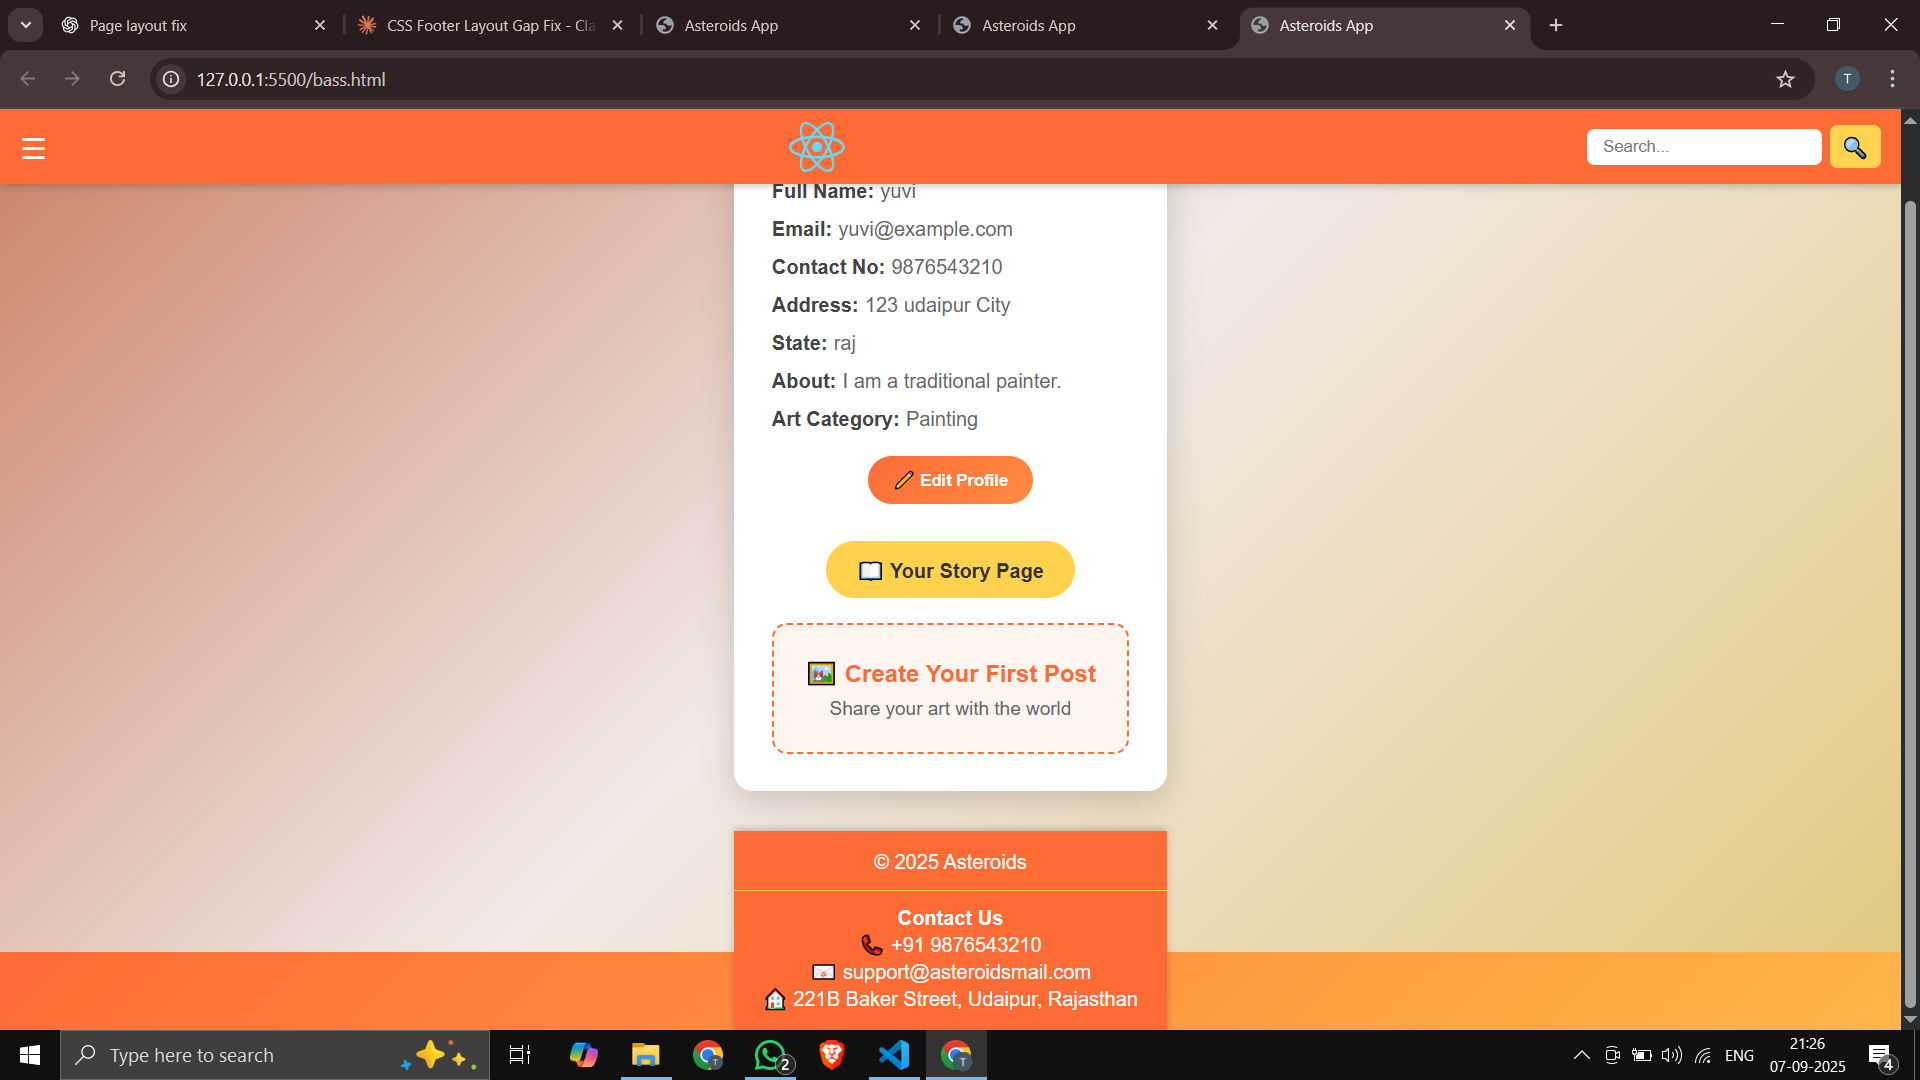 Page layout fix
CSS Footer Layout Gap Fix - Cla
Asteroids App
Asteroids App
Asteroids App
127.0.0.1:5500/bass.html
T
Search...
Full Name: yuvi
Email: yuvi@example.com
Contact No: 9876543210
Address: 123 udaipur City
State: raj
About: I am a traditional painter.
Art Category: Painting
Edit Profile
Your Story Page
Create Your First Post
Share your art with the world
© 2025 Asteroids
Contact Us
+91 9876543210
support@asteroidsmail.com
221B Baker Street, Udaipur, Rajasthan
Type here to search
T
2
T
ENG
21:26
07-09-2025
4